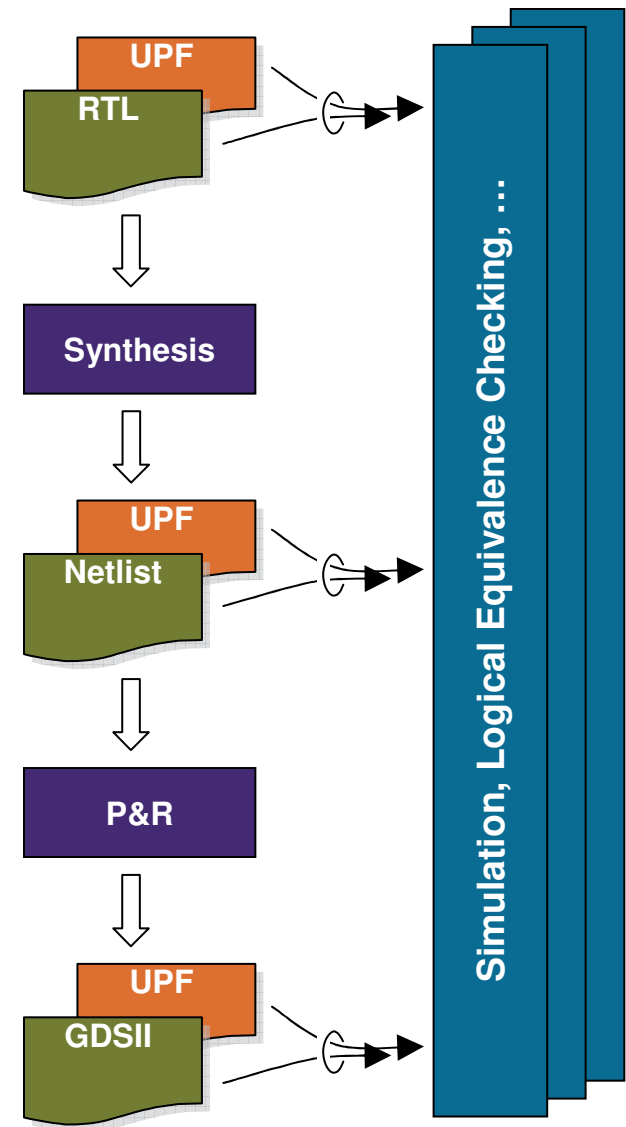 UPF
RTL
Synthesis
UPF
Netlist
P&R
UPF
GDSII
Simulation, Logical Equivalence Checking, ...